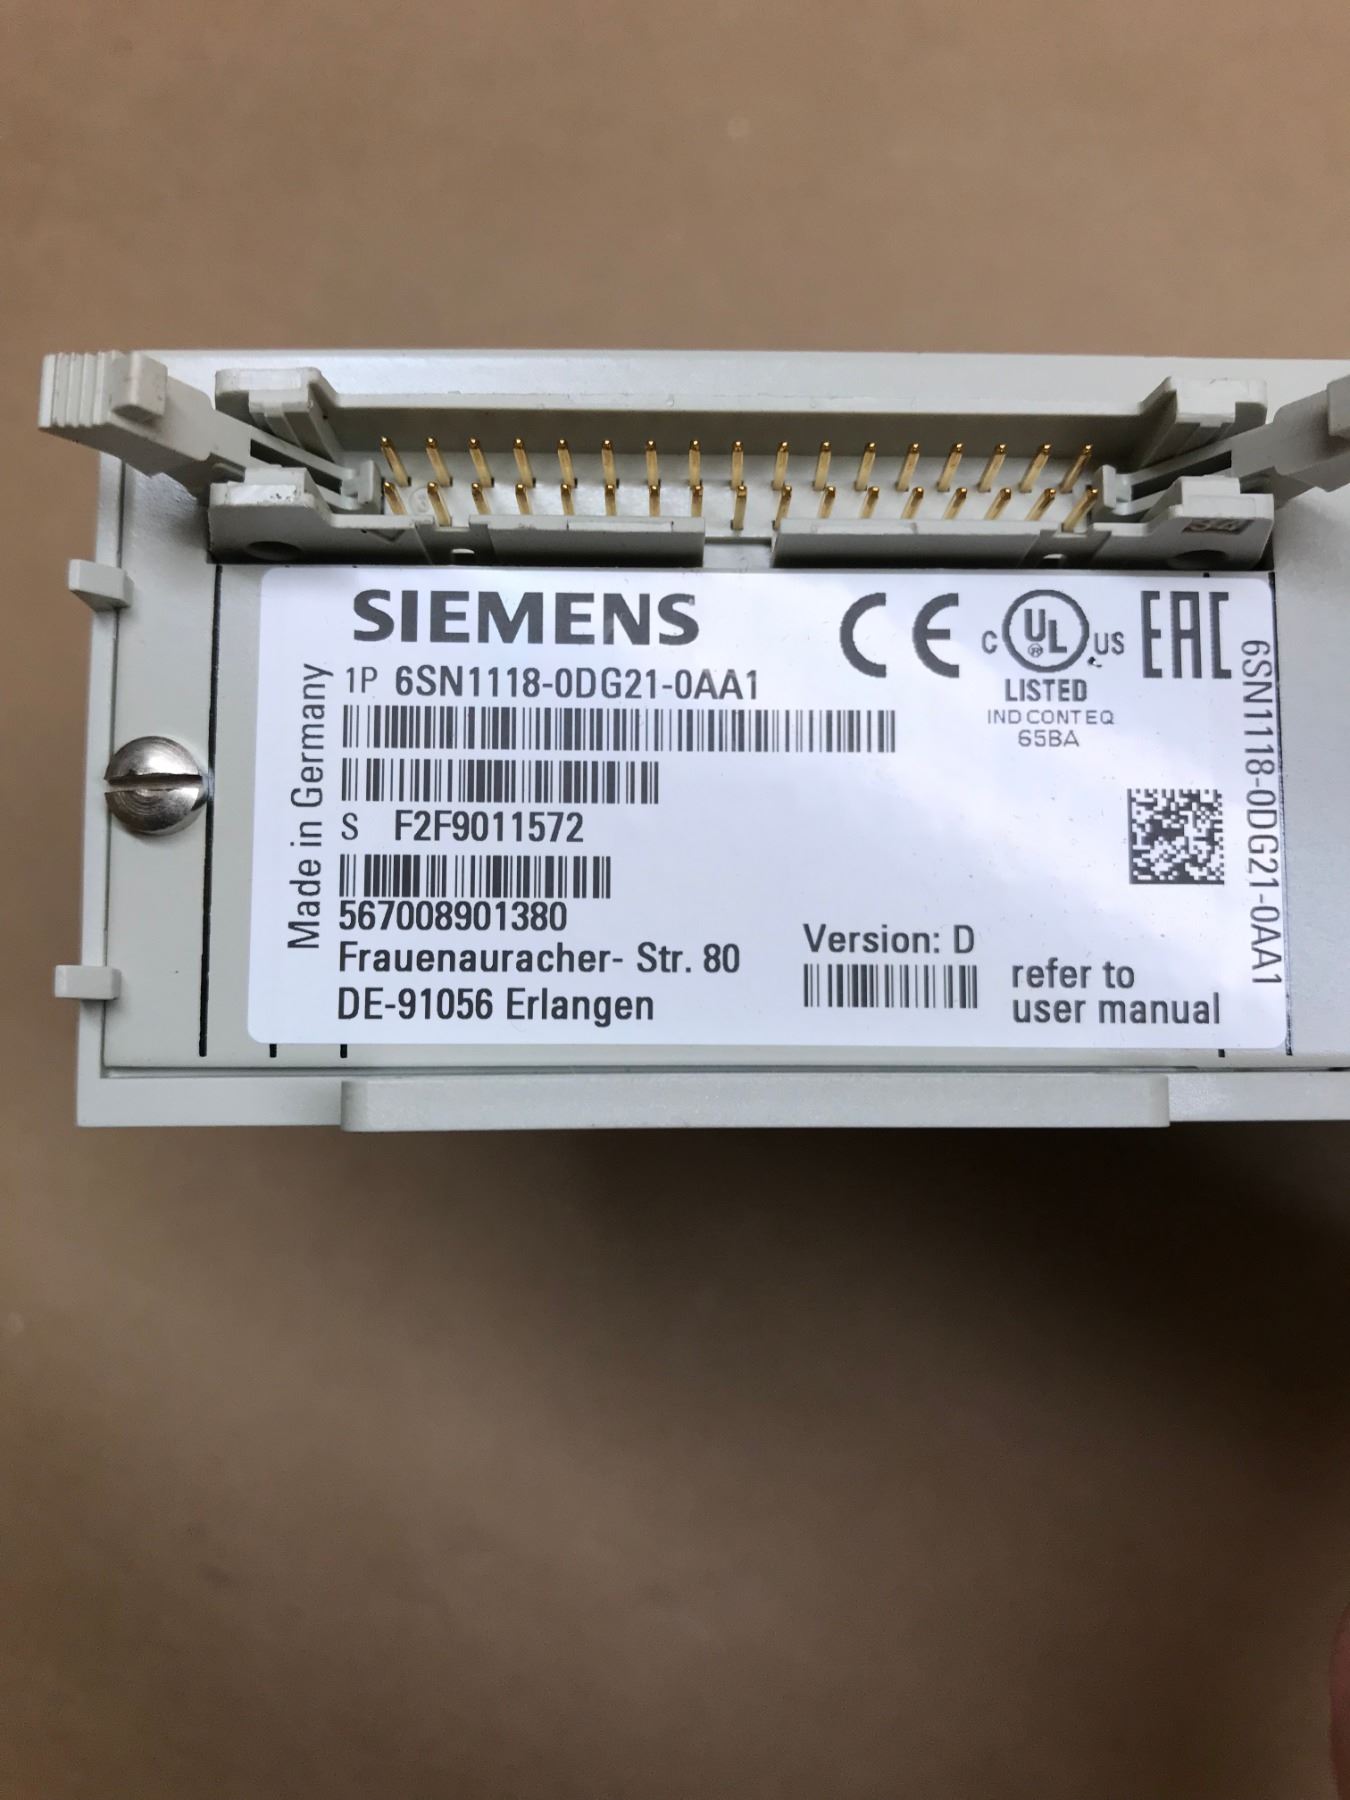 34
SIEMENS
CE
C UL ® US
LISTED
IND CONT EQ
65BA
EAC
1P 6SN1118-0DG21-0AA1
S F2F9011572
567008901380
Frauenauracher- Str. 80
DE-91056 Erlangen
Made in Germany
Version: D
refer to
user manual
6SN1118-0DG21-0AA1